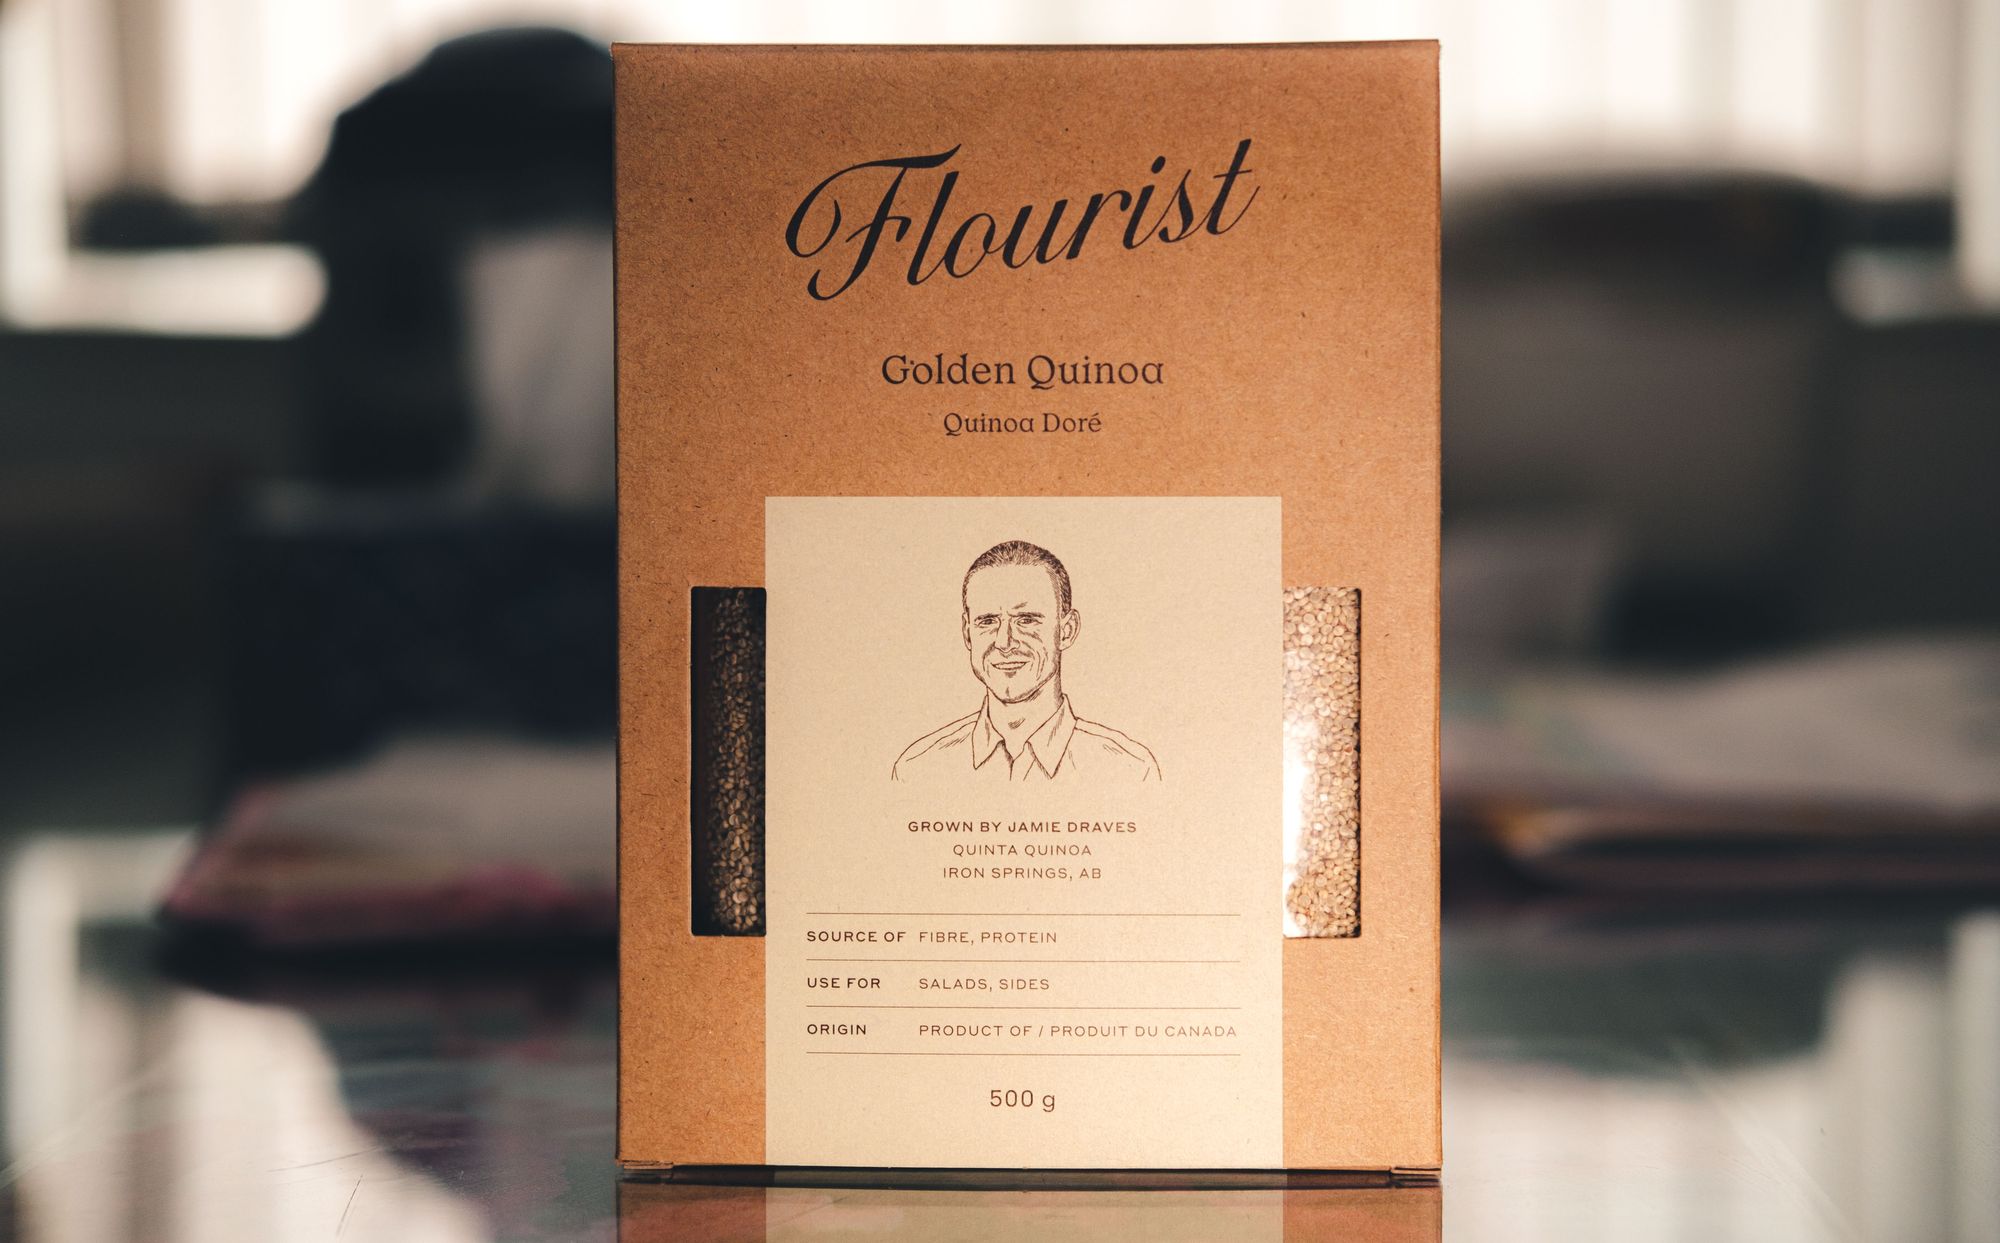 Flourist
Golden Quinoa
Quinoa Doré
GROWN BY JAMIE DRAVES
QUINTA QUINOA
IRON SPRINGS, AB
SOURCE OF FIBRE, PROTEIN
USE FOR SALADS, SIDES
ORIGIN PRODUCT OF / PRODUIT DU CANADA
500 g